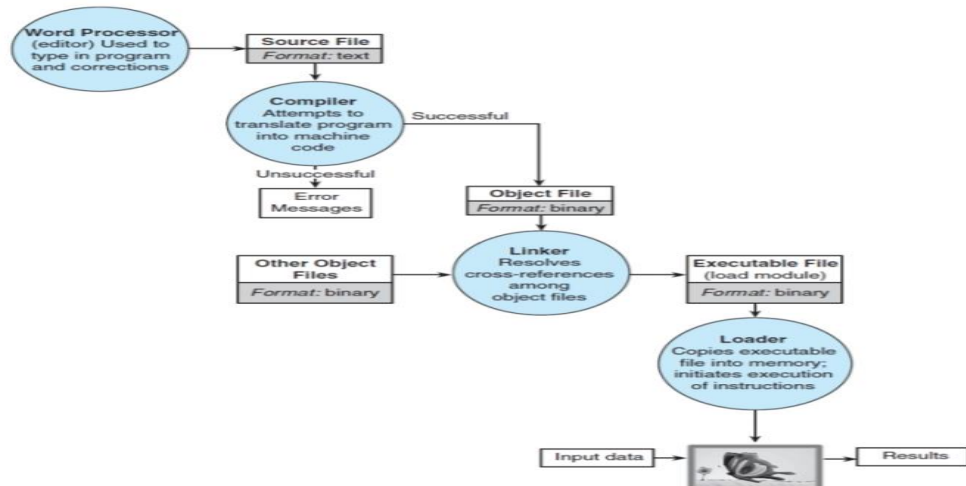 Word Processor
(editor) Used to
type in program
and corrections
Source File
Format: text
Compiler
Attempts to
translate program
into machine
code
Successful
Unsuccessful
Error
Messages
Object File
Format: binary
Other Object
Files
Format: binary
Linker
Resolves
cross-references
among
object files
Executable File
(load module)
Format: binary
Loader
Copies executable
file into memory;
initiates execution
of instructions
Input data
Results